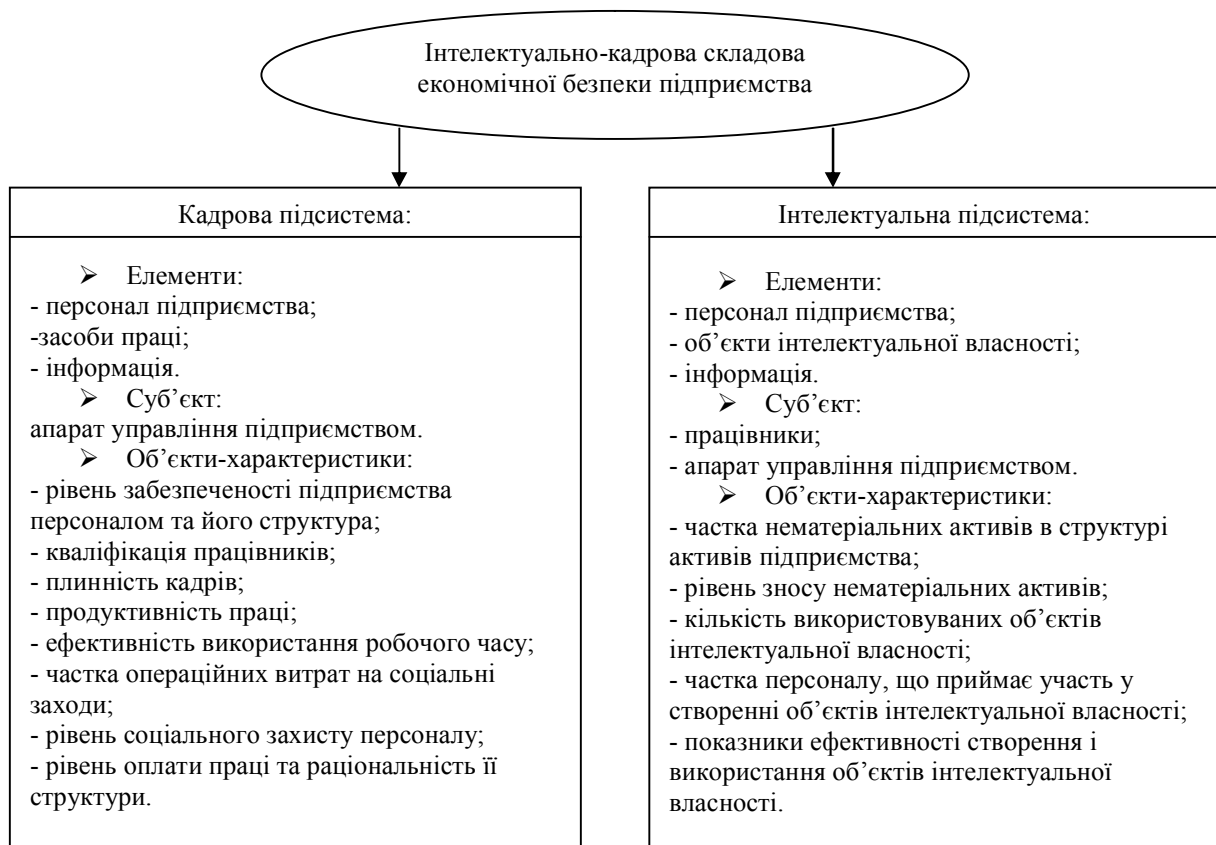 Інтелектуально-кадрова складова
економічної безпеки підприємства
Кадрова підсистема:
➢ Елементи:
- персонал підприємства;
-засоби праці;
- інформація.
➢ Суб’єкт:
апарат управління підприємством.
➢ Об’єкти-характеристики:
- рівень забезпеченості підприємства
персоналом та його структура;
- кваліфікація працівників;
- плинність кадрів;
- продуктивність праці;
- ефективність використання робочого часу;
- частка операційних витрат на соціальні
заходи;
- рівень соціального захисту персоналу;
- рівень оплати праці та раціональність її
структури.
Інтелектуальна підсистема:
➢ Елементи:
- персонал підприємства;
- об’єкти інтелектуальної власності;
- інформація.
➢ Суб’єкт:
- працівники;
- апарат управління підприємством.
➢ Об’єкти-характеристики:
- частка нематеріальних активів в структурі
активів підприємства;
- рівень зносу нематеріальних активів;
- кількість використовуваних об’єктів
інтелектуальної власності;
- частка персоналу, що приймає участь у
створенні об’єктів інтелектуальної власності;
- показники ефективності створення і
використання об’єктів інтелектуальної
власності.